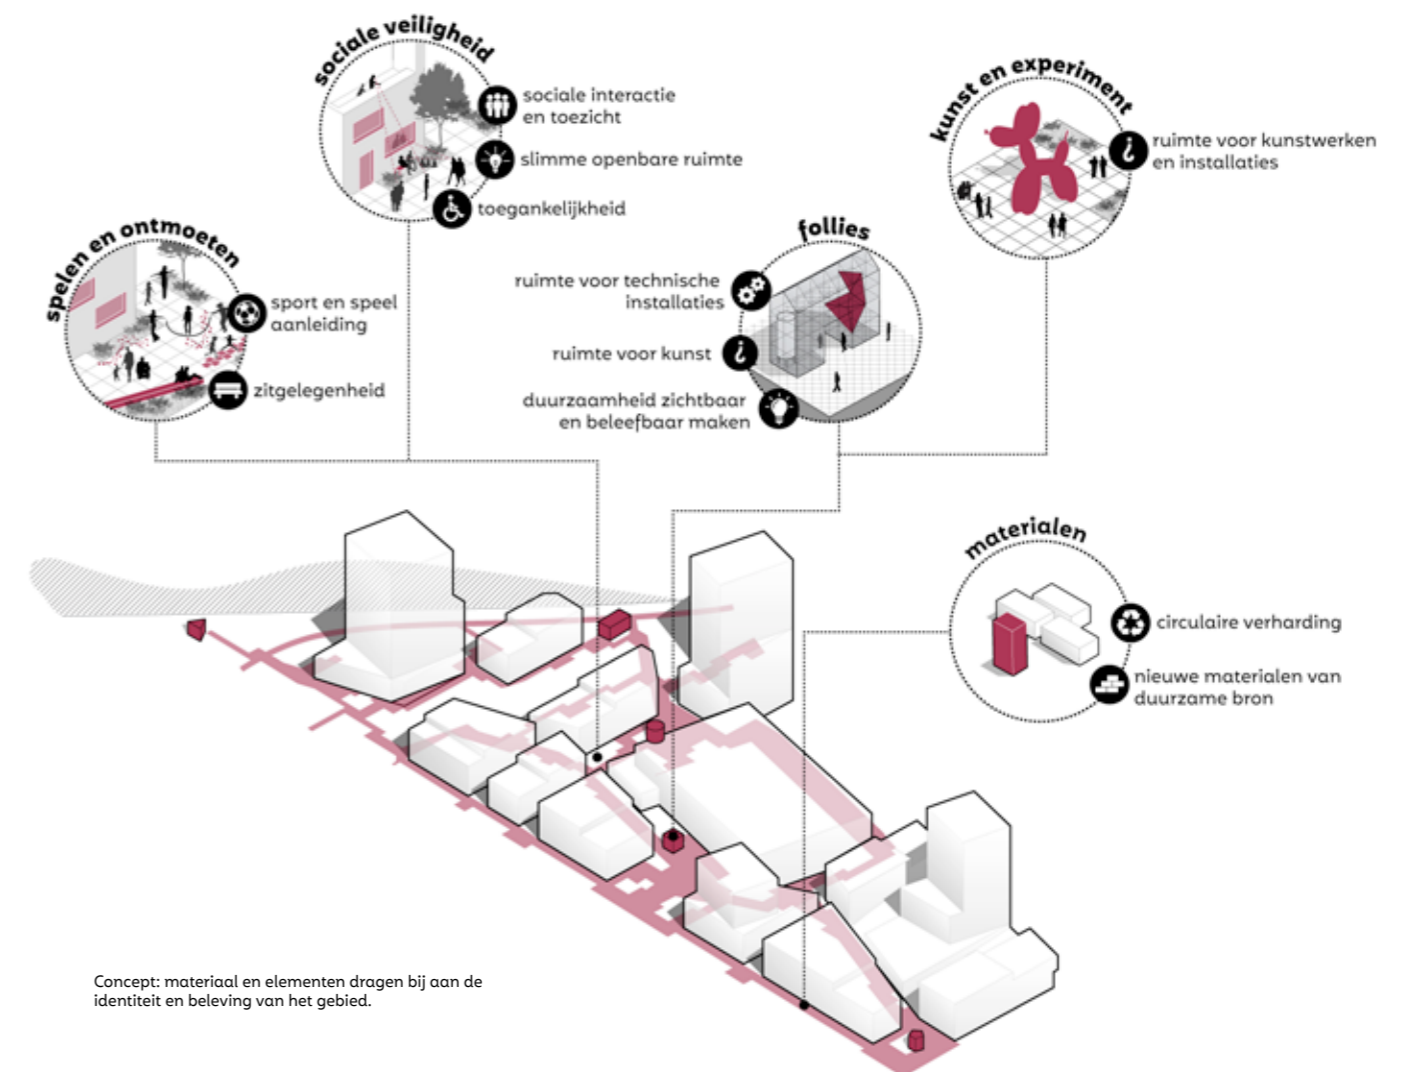 sociale veiligheid
sociale interactie
en toezicht
slimme openbare ruimte
toegankelijkheid
kunst en experiment
ruimte voor kunstwerken
en installaties
spelen en ontmoeten
sport en speel
aanleiding
zitgelegenheid
follies
ruimte voor technische
installaties
ruimte voor kunst
duurzaamheid zichtbaar
en beleefbaar maken
materialen
circulaire verharding
nieuwe materialen van
duurzame bron
Concept: materiaal en elementen dragen bij aan de
identiteit en beleving van het gebied.